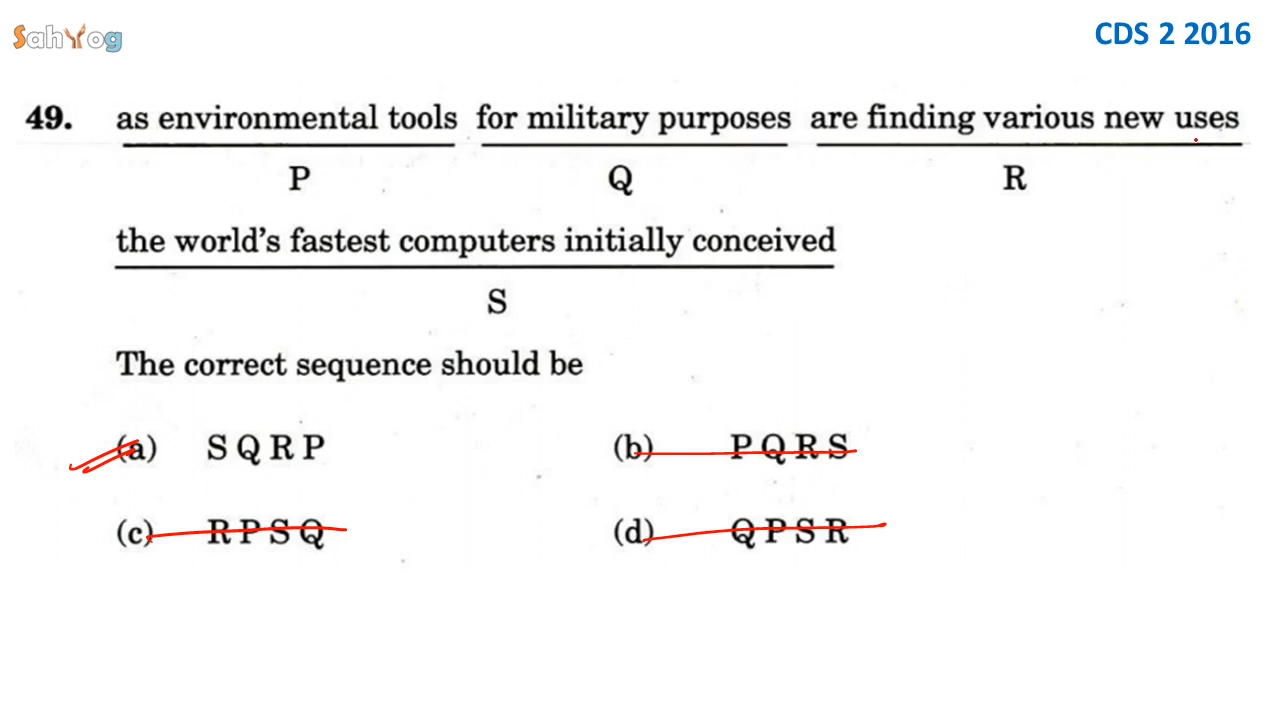 SahYog
CDS 2 2016
49. as environmental tools for military purposes are finding various new uses
P Q R
the world's fastest computers initially conceived
S
The correct sequence should be
(a) S Q R P (b) P Q R S
(c) R P S Q (d) Q P S R